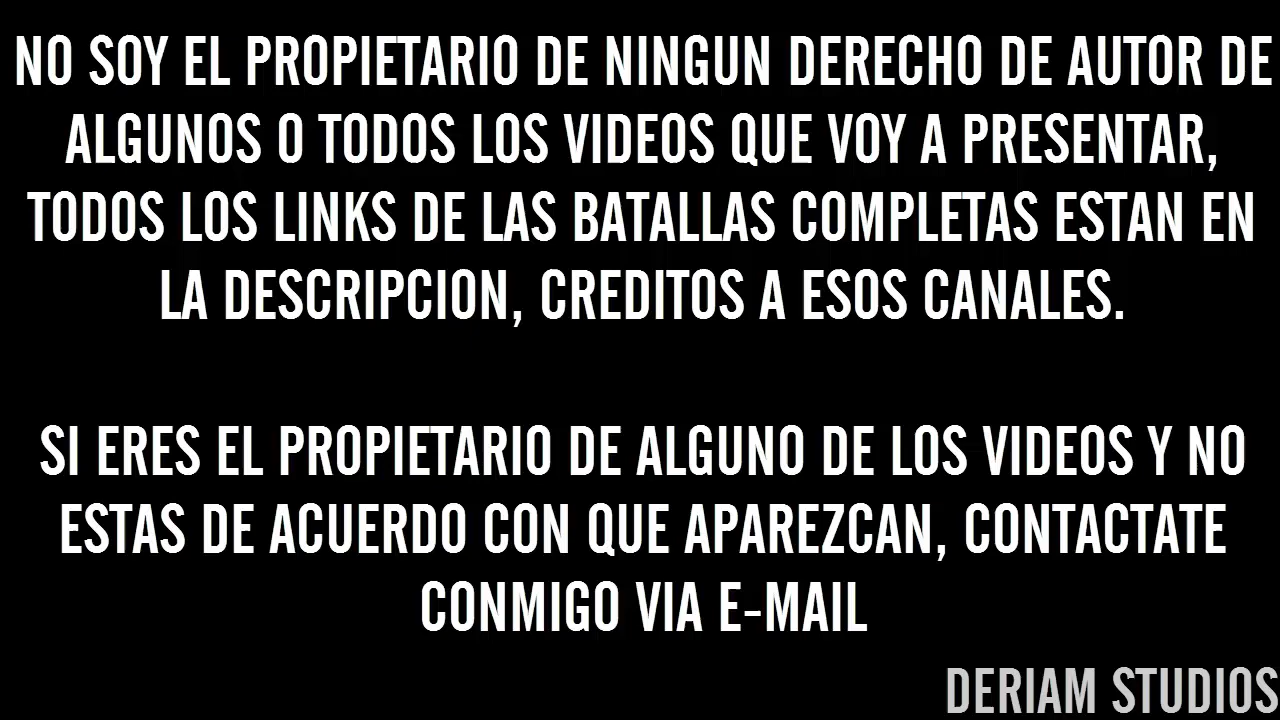 NO SOY EL PROPIETARIO DE NINGUN DERECHO DE AUTOR DE
ALGUNOS O TODOS LOS VIDEOS QUE VOY A PRESENTAR,
TODOS LOS LINKS DE LAS BATALLAS COMPLETAS ESTAN EN
LA DESCRIPCION, CREDITOS A ESOS CANALES.
SI ERES EL PROPIETARIO DE ALGUNO DE LOS VIDEOS Y NO
ESTAS DE ACUERDO CON QUE APAREZCAN, CONTACTATE
CONMIGO VIA E-MAIL
DERIAM STUDIOS